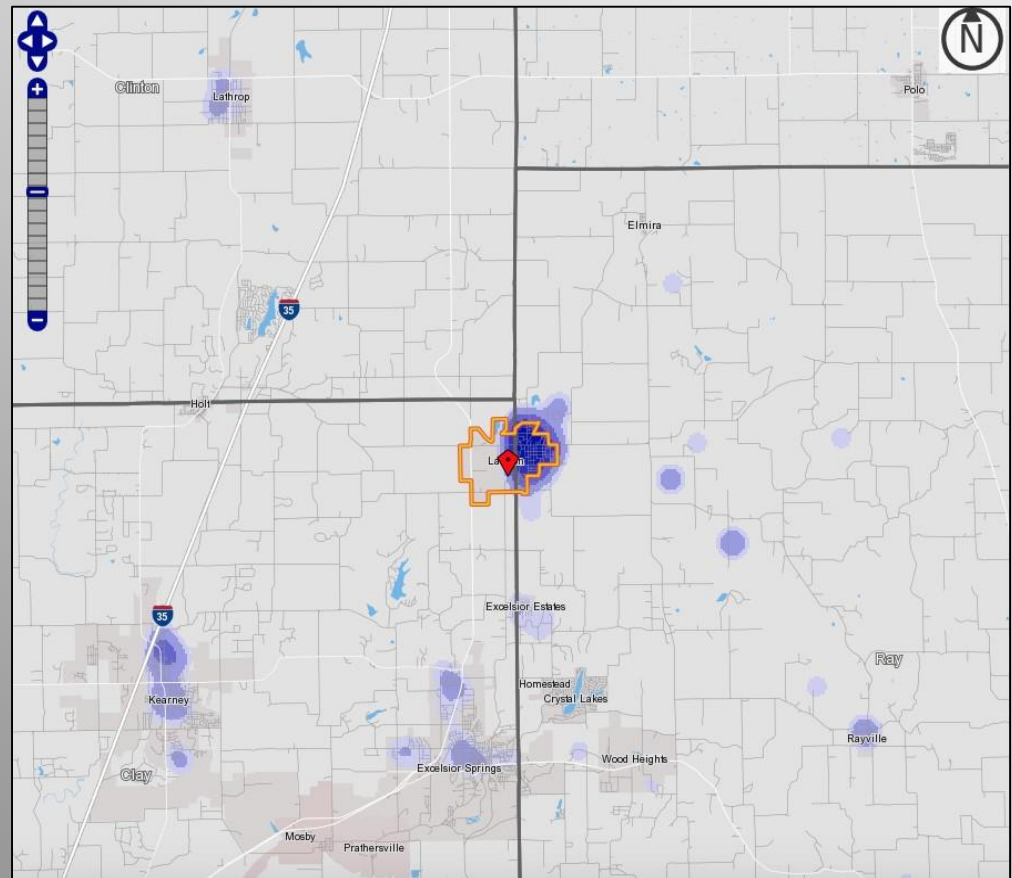 N
Clinton
Lathrop
Polo
Elmira
35
Holt
35
Excelsior Estates
Ray
Homestead
Crystal Lakes
Kearney
Rayville
Wood Heights
Excelsior Springs
Clay
Mosby
Prathersville